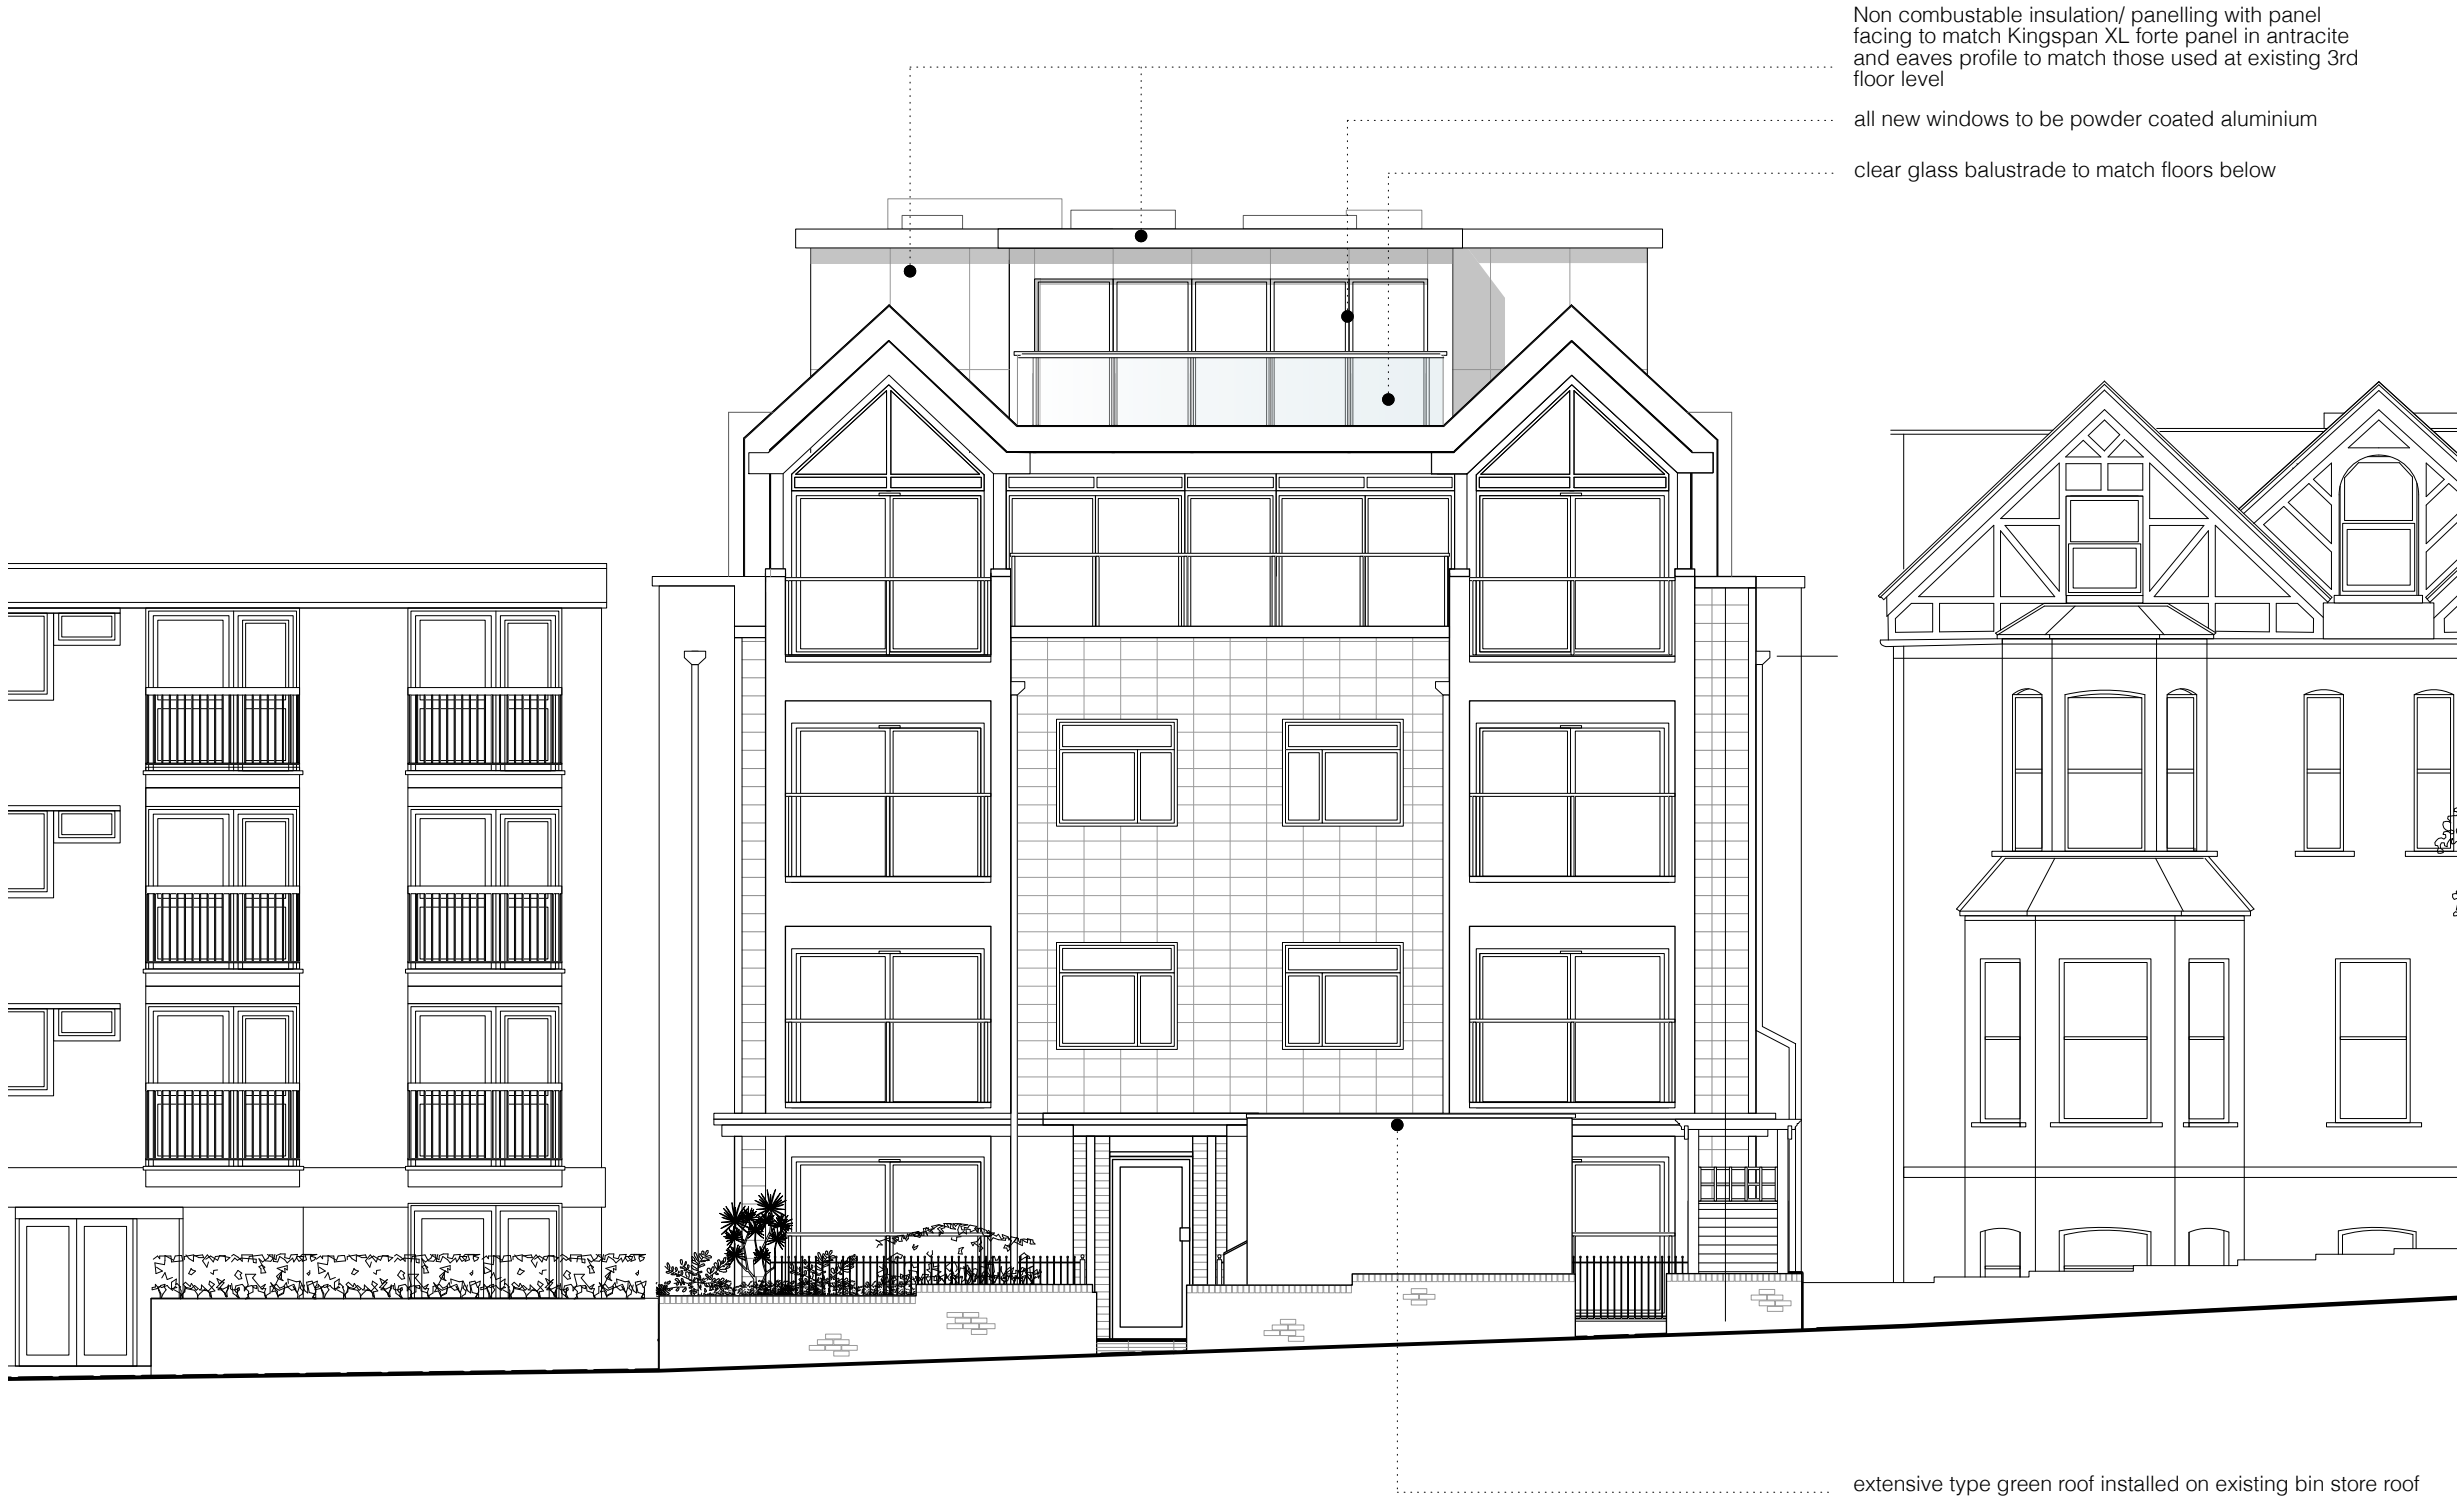 Non combustable insulation/ panelling with panel
facing to match Kingspan XL forte panel in antracite
and eaves profile to match those used at existing 3rd
floor level
all new windows to be powder coated aluminium
clear glass balustrade to match floors below
extensive type green roof installed on existing bin store roof